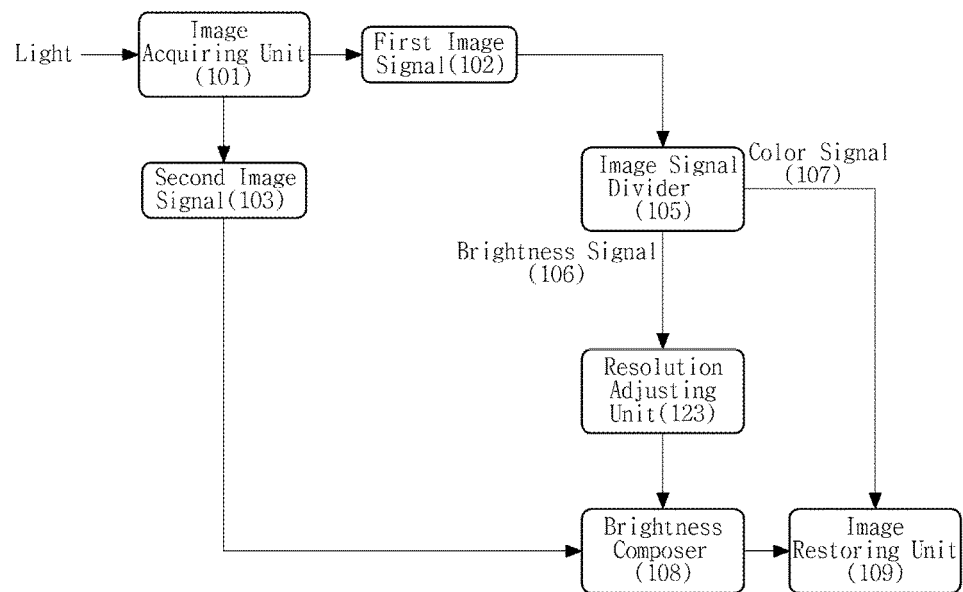 Light
Image
Acquiring Unit
(101)
First Image
Signal(102)
Second Image
Signal(103)
Image Signal
Divider
(105)
Color Signal
(107)
Brightness Signal
(106)
Resolution
Adjusting
Unit(123)
Brightness
Composer
(108)
Image
Restoring Unit
(109)